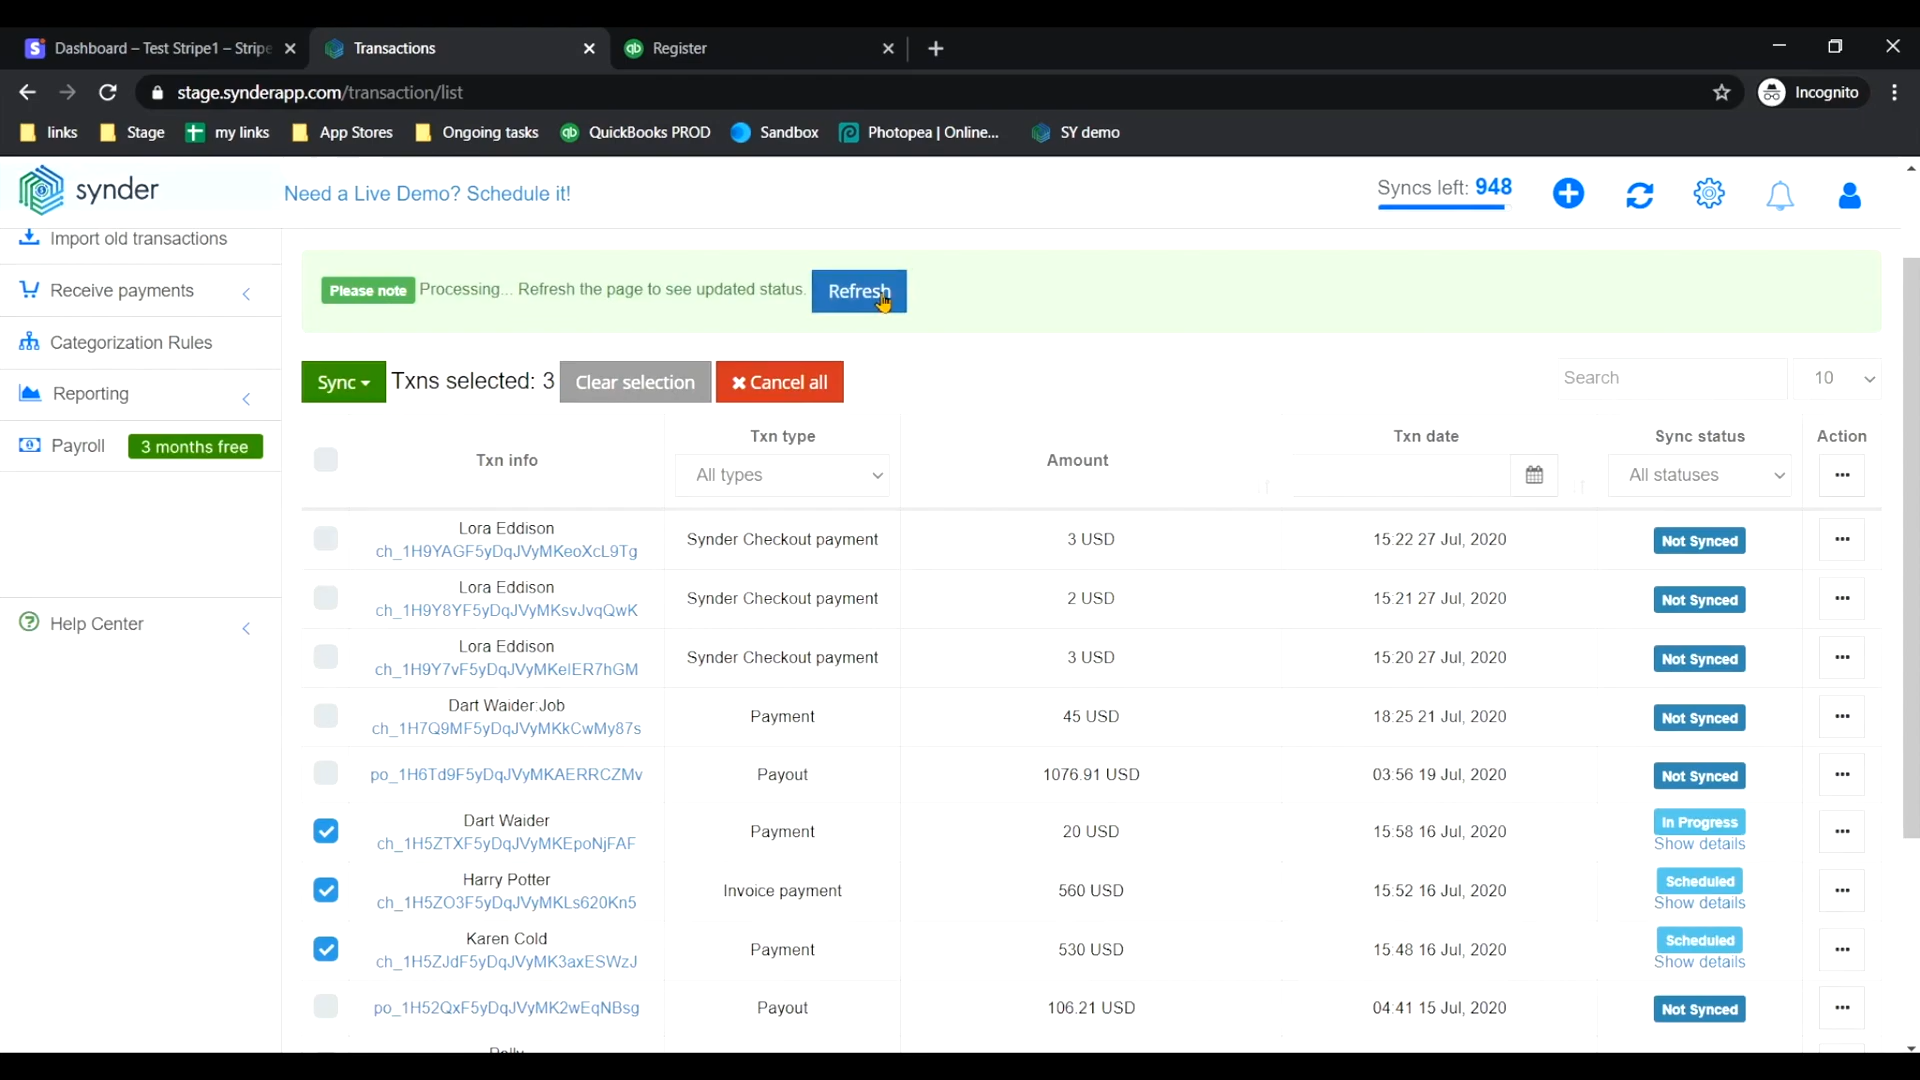 Dashboard – Test Stripe1 – Stripe
Transactions
Register
stage.synderapp.com/transaction/list
Incognito
links
Stage
my links
App Stores
Ongoing tasks
QuickBooks PROD
Sandbox
Photopea | Online...
SY demo
synder
Need a Live Demo? Schedule it!
Syncs left: 948
Import old transactions
Receive payments
Categorization Rules
Reporting
Payroll 3 months free
Help Center
Please note Processing... Refresh the page to see updated status. Refresh
Sync Txns selected: 3 Clear selection Cancel all
Search
10
Txn info
Txn type
All types
Amount
Txn date
Sync status
All statuses
Action
Lora Eddison
ch_1H9YAGF5yDqJVyMKeoXcL9Tg
Synder Checkout payment
3 USD
15:22 27 Jul, 2020
Not Synced
Lora Eddison
ch_1H9Y8YF5yDqJVyMKsvJvqQwK
Synder Checkout payment
2 USD
15:21 27 Jul, 2020
Not Synced
Lora Eddison
ch_1H9Y7vF5yDqJVyMKelER7hGM
Synder Checkout payment
3 USD
15:20 27 Jul, 2020
Not Synced
Dart Waider:Job
ch_1H7Q9MF5yDqJVyMKkCwMy87s
Payment
45 USD
18:25 21 Jul, 2020
Not Synced
po_1H6Td9F5yDqJVyMKAERRCZMv
Payout
1076.91 USD
03:56 19 Jul, 2020
Not Synced
Dart Waider
ch_1H5ZTXF5yDqJVyMKEpoNjFAF
Payment
20 USD
15:58 16 Jul, 2020
In Progress
Show details
Harry Potter
ch_1H5ZO3F5yDqJVyMKLs620Kn5
Invoice payment
560 USD
15:52 16 Jul, 2020
Scheduled
Show details
Karen Cold
ch_1H5ZJdF5yDqJVyMK3axESWzJ
Payment
530 USD
15:48 16 Jul, 2020
Scheduled
Show details
po_1H52QxF5yDqJVyMK2wEqNBsg
Payout
106.21 USD
04:41 15 Jul, 2020
Not Synced